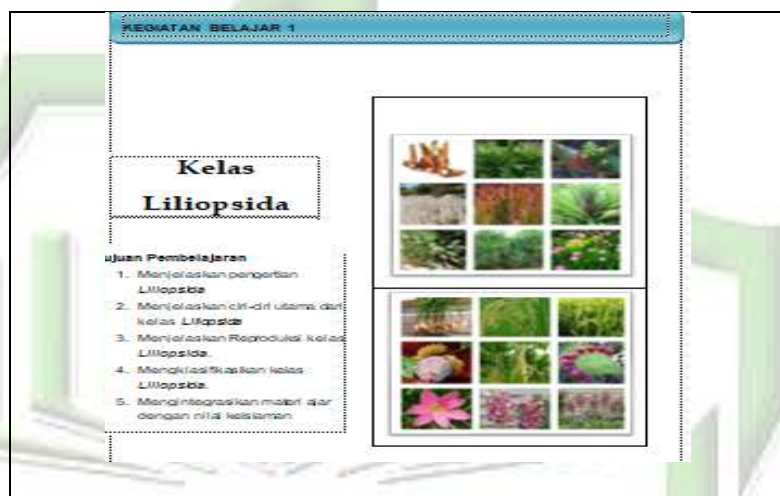 KEGIATAN BELAJAR 1
Kelas
Liliopsida
ujuan Pembelajaran
1. Menjelaskan pengertian
Liliopsida
2. Menjelaskan ciri-ciri utama dari
kelas Liliopsida
3. Menjelaskan Reproduksi kelas
Liliopsida.
4. Mengklasifikasikan kelas
Liliopsida.
5. Mengintegrasikan materi ajar
dengan nilai keislaman